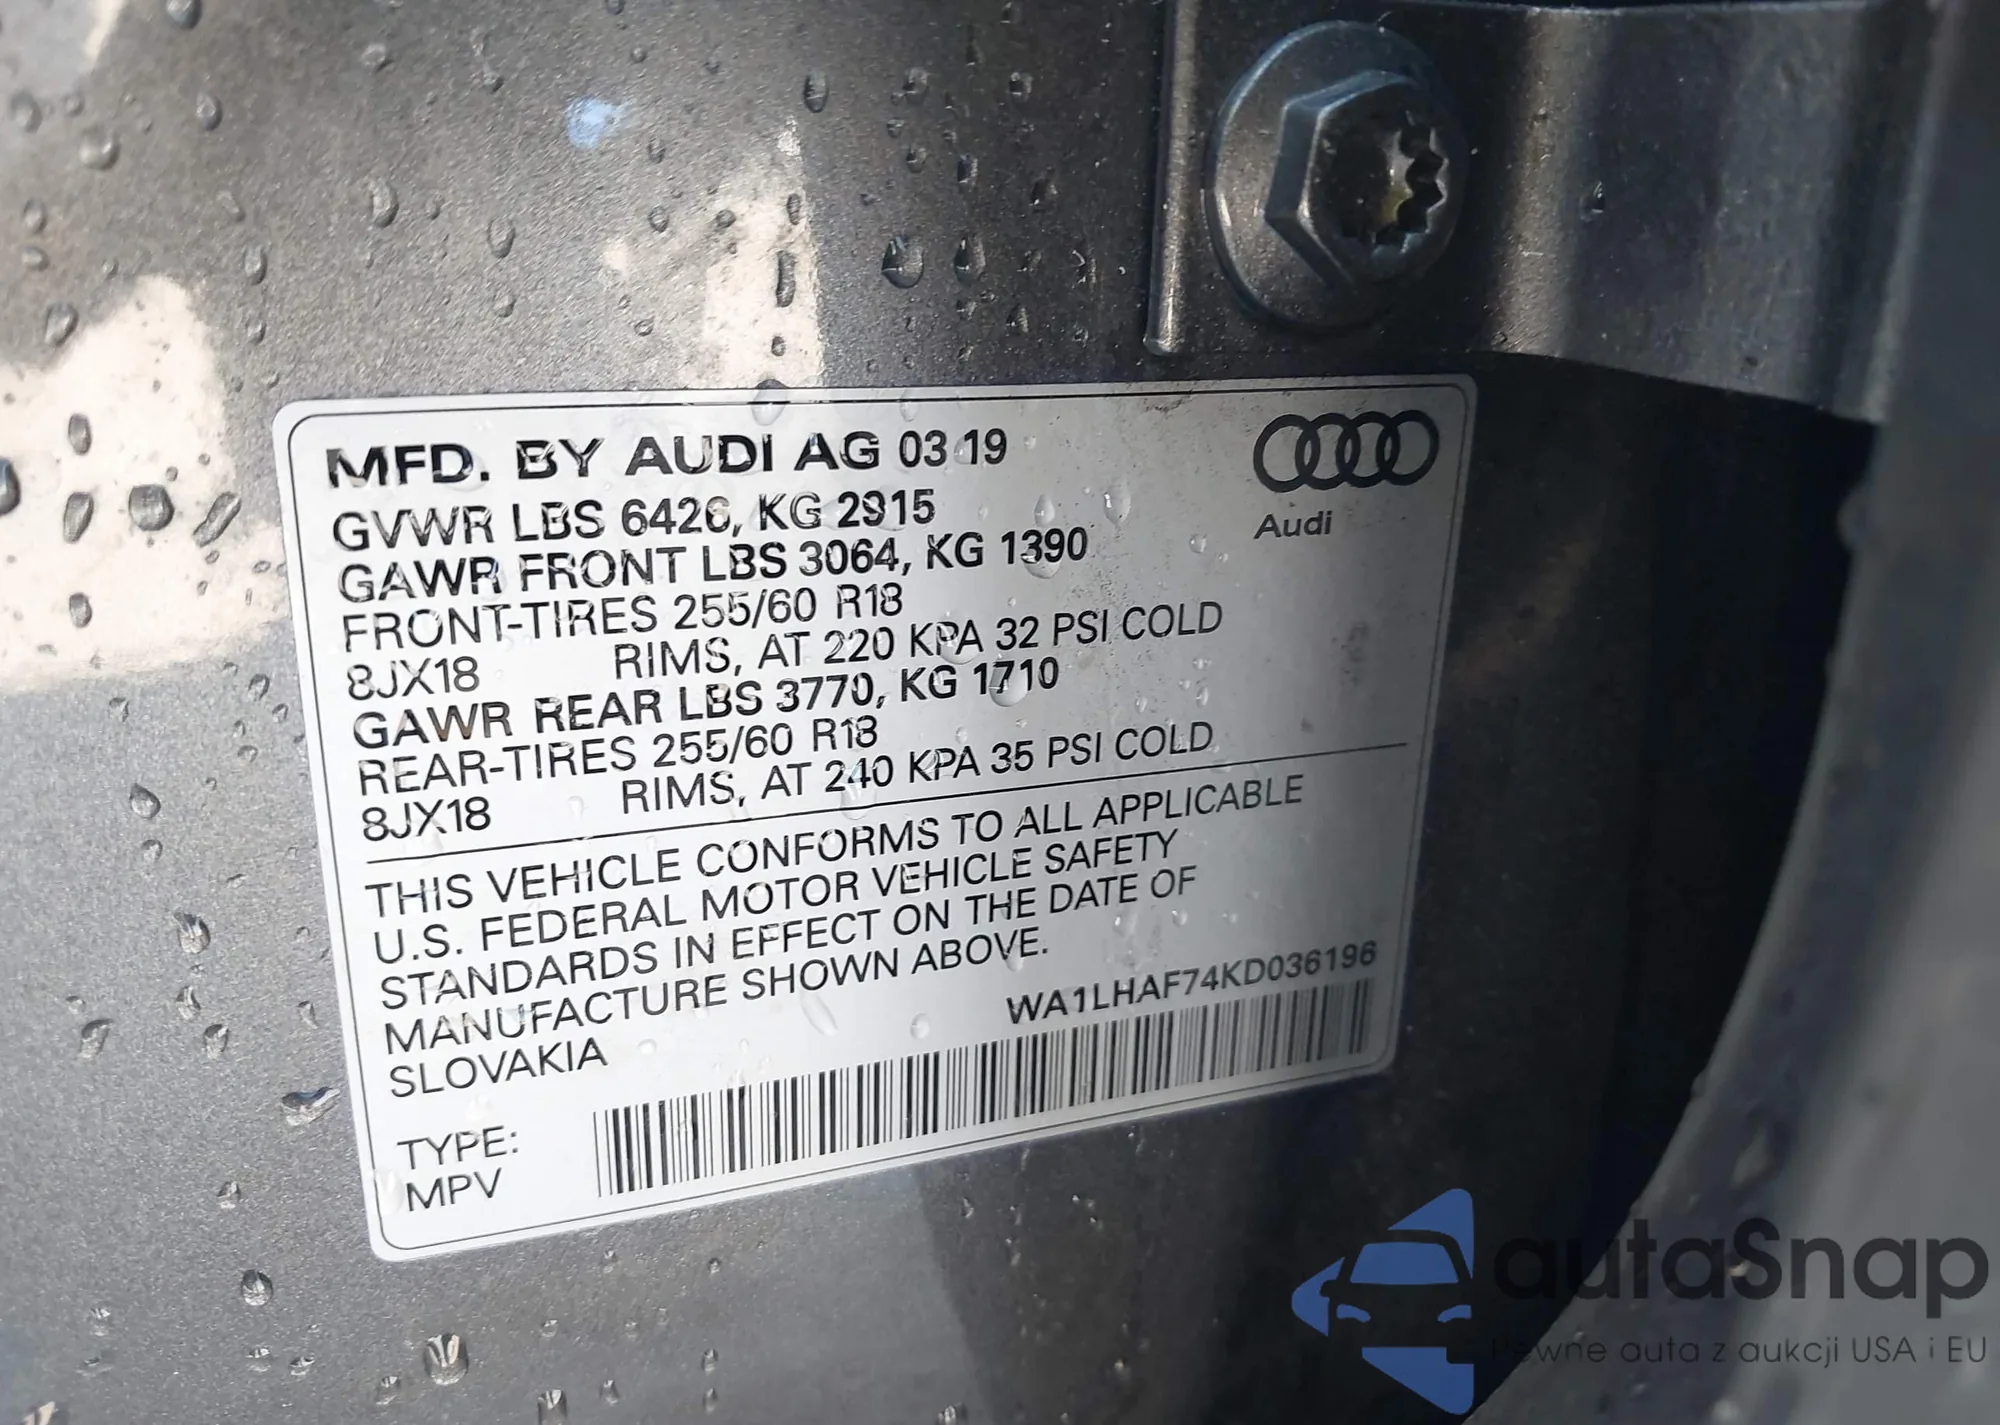 MFD. BY AUDI AG 03 19
GVWR LBS 6426, KG 2915
GAWR FRONT LBS 3064, KG 1390
FRONT-TIRES 255/60 R18
8JX18 RIMS, AT 220 KPA 32 PSI COLD
GAWR REAR LBS 3770, KG 1710
REAR-TIRES 255/60 R18
8JX18 RIMS, AT 240 KPA 35 PSI COLD
THIS VEHICLE CONFORMS TO ALL APPLICABLE
U.S. FEDERAL MOTOR VEHICLE SAFETY
STANDARDS IN EFFECT ON THE DATE OF
MANUFACTURE SHOWN ABOVE.
SLOVAKIA
WA1LHAF74KD036196
TYPE:
MPV
Audi
autaSnap
Pewne auta z aukcji USA i EU